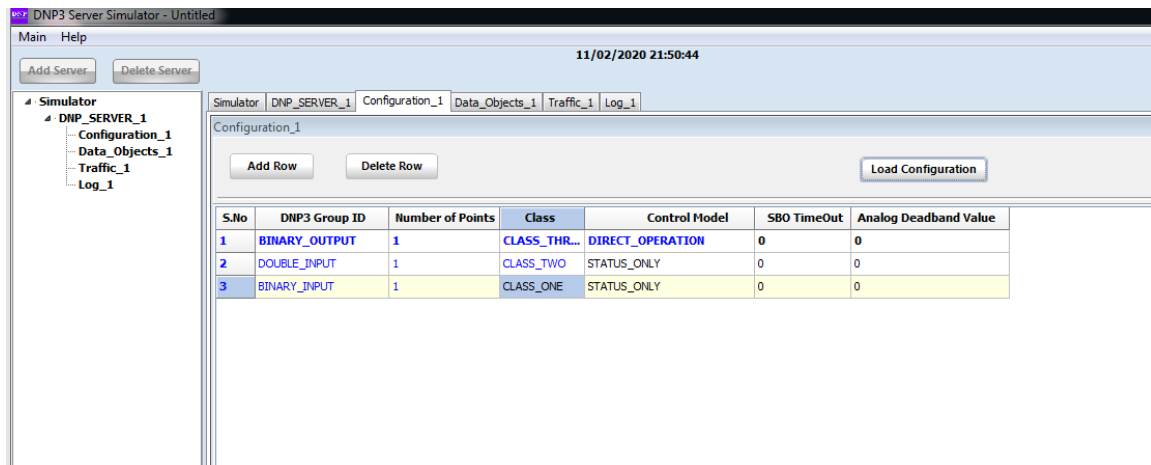 DNP DNP3 Server Simulator - Untitled
Main Help
11/02/2020 21:50:44
Add Server Delete Server
Simulator
DNP_SERVER_1
Configuration_1
Data_Objects_1
Traffic_1
Log_1
Simulator DNP_SERVER_1 Configuration_1 Data_Objects_1 Traffic_1 Log_1
Configuration_1
Add Row Delete Row Load Configuration
S.No DNP3 Group ID Number of Points Class Control Model SBO TimeOut Analog Deadband Value
1 BINARY_OUTPUT 1 CLASS_THR... DIRECT_OPERATION 0 0
2 DOUBLE_INPUT 1 CLASS_TWO STATUS_ONLY 0 0
3 BINARY_INPUT 1 CLASS_ONE STATUS_ONLY 0 0